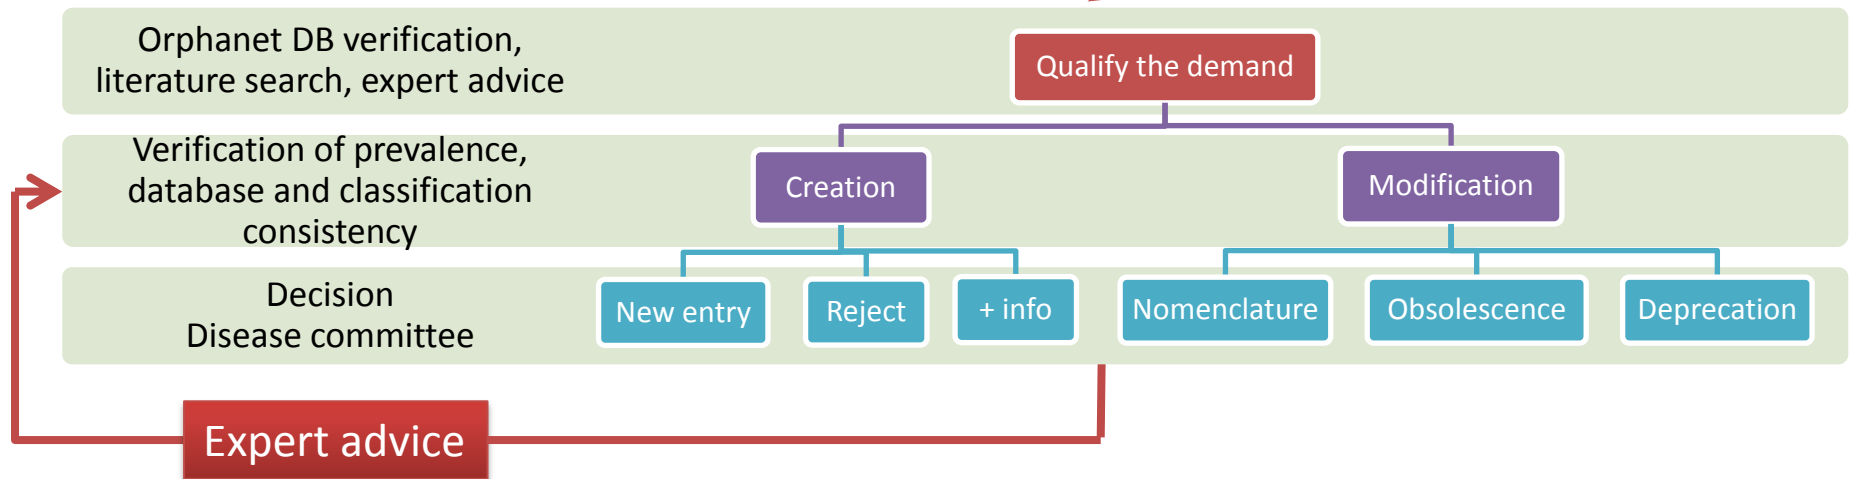 Orphanet DB verification,
literature search, expert advice
Qualify the demand
Verification of prevalence,
database and classification
consistency
Creation
Modification
Decision
Disease committee
New entry
Reject
+ info
Nomenclature
Obsolescence
Deprecation
Expert advice